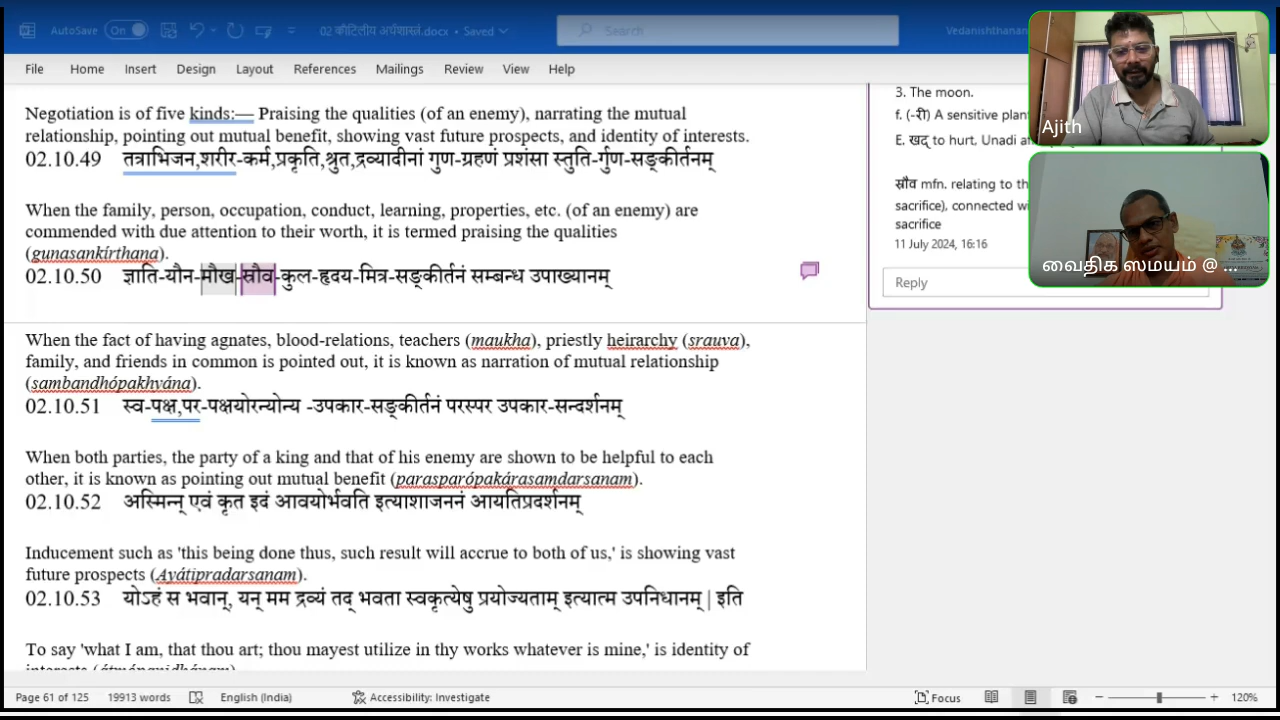 AutoSave On 02 कौटिलीय अर्थशास्त्रं.docx • Saved Search Vedanishthanan
File Home Insert Design Layout References Mailings Review View Help
Negotiation is of five kinds:— Praising the qualities (of an enemy), narrating the mutual
relationship, pointing out mutual benefit, showing vast future prospects, and identity of interests.
02.10.49 तत्राभिजन,शरीर-कर्म,प्रकृति,श्रुत,द्रव्यादीनां गुण-ग्रहणं प्रशंसा स्तुति-र्गुण-सङ्कीर्तनम्
When the family, person, occupation, conduct, learning, properties, etc. (of an enemy) are
commended with due attention to their worth, it is termed praising the qualities
(gunasankírthana).
02.10.50 ज्ञाति-यौन-मौख-स्रौव-कुल-हृदय-मित्र-सङ्कीर्तनं सम्बन्ध उपाख्यानम्
When the fact of having agnates, blood-relations, teachers (maukha), priestly heirarchy (srauva),
family, and friends in common is pointed out, it is known as narration of mutual relationship
(sambandhópakhyána).
02.10.51 स्व-पक्ष,पर-पक्षयोरन्योन्य -उपकार-सङ्कीर्तनं परस्पर उपकार-सन्दर्शनम्
When both parties, the party of a king and that of his enemy are shown to be helpful to each
other, it is known as pointing out mutual benefit (parasparópakárasamdarsanam).
02.10.52 अस्मिन्न् एवं कृत इदं आवयोर्भवति इत्याशाजननं आयतिप्रदर्शनम्
Inducement such as 'this being done thus, such result will accrue to both of us,' is showing vast
future prospects (Ayátipradarsanam).
02.10.53 योऽहं स भवान्, यन् मम द्रव्यं तद् भवता स्वकृत्येषु प्रयोज्यताम् इत्यात्म उपनिधानम् | इति
To say 'what I am, that thou art; thou mayest utilize in thy works whatever is mine,' is identity of
3. The moon.
f. (-री) A sensitive plan
E. खद् to hurt, Unadi
स्रौव mfn. relating to th
sacrifice), connected
sacrifice
11 July 2024, 16:16
Reply
Ajith
வைதிக ஸமயம் @ ...
Page 61 of 125 19913 words English (India) Accessibility: Investigate Focus 120%